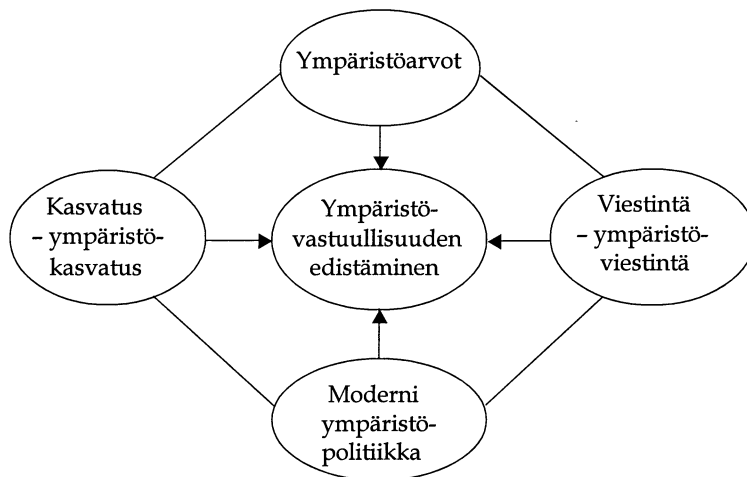 Ympäristöarvot
Kasvatus
– ympäristö-
kasvatus
Ympäristö-
vastuullisuuden
edistäminen
Viestintä
– ympäristö-
viestintä
Moderni
ympäristö-
politiikka